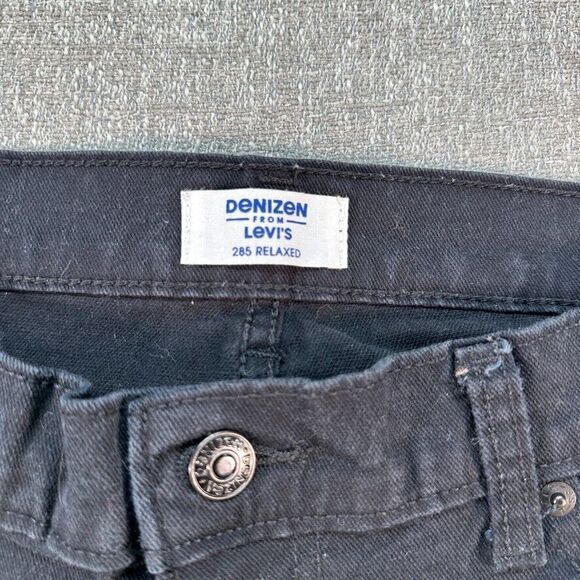 DENIZEN
FROM
LEVI'S
285 RELAXED